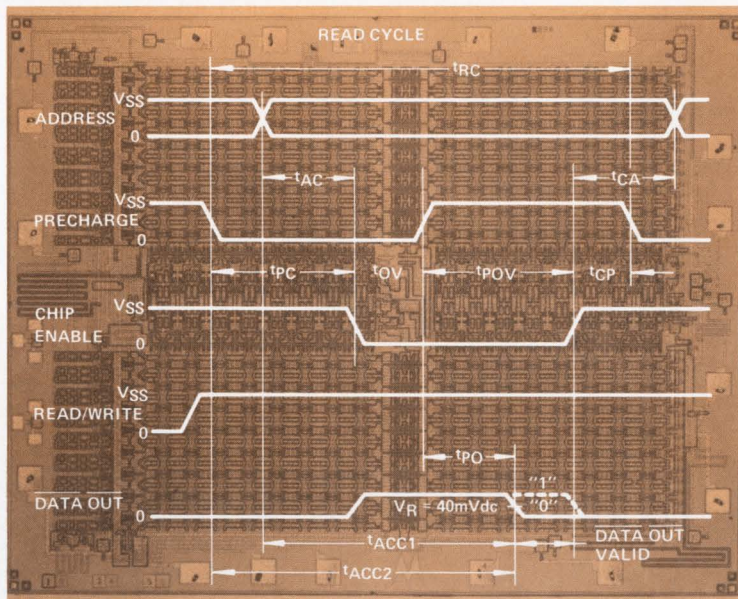 READ CYCLE
tRC
VSS
ADDRESS
0
tAC
tCA
VSS
PRECHARGE
0
tPC
tOV
tPOV
tCP
VSS
CHIP
ENABLE
0
VSS
READ/WRITE
0
tPO
DATA OUT
0
VR = 40mVdc
"1"
"0"
tACC1
DATA OUT
VALID
tACC2